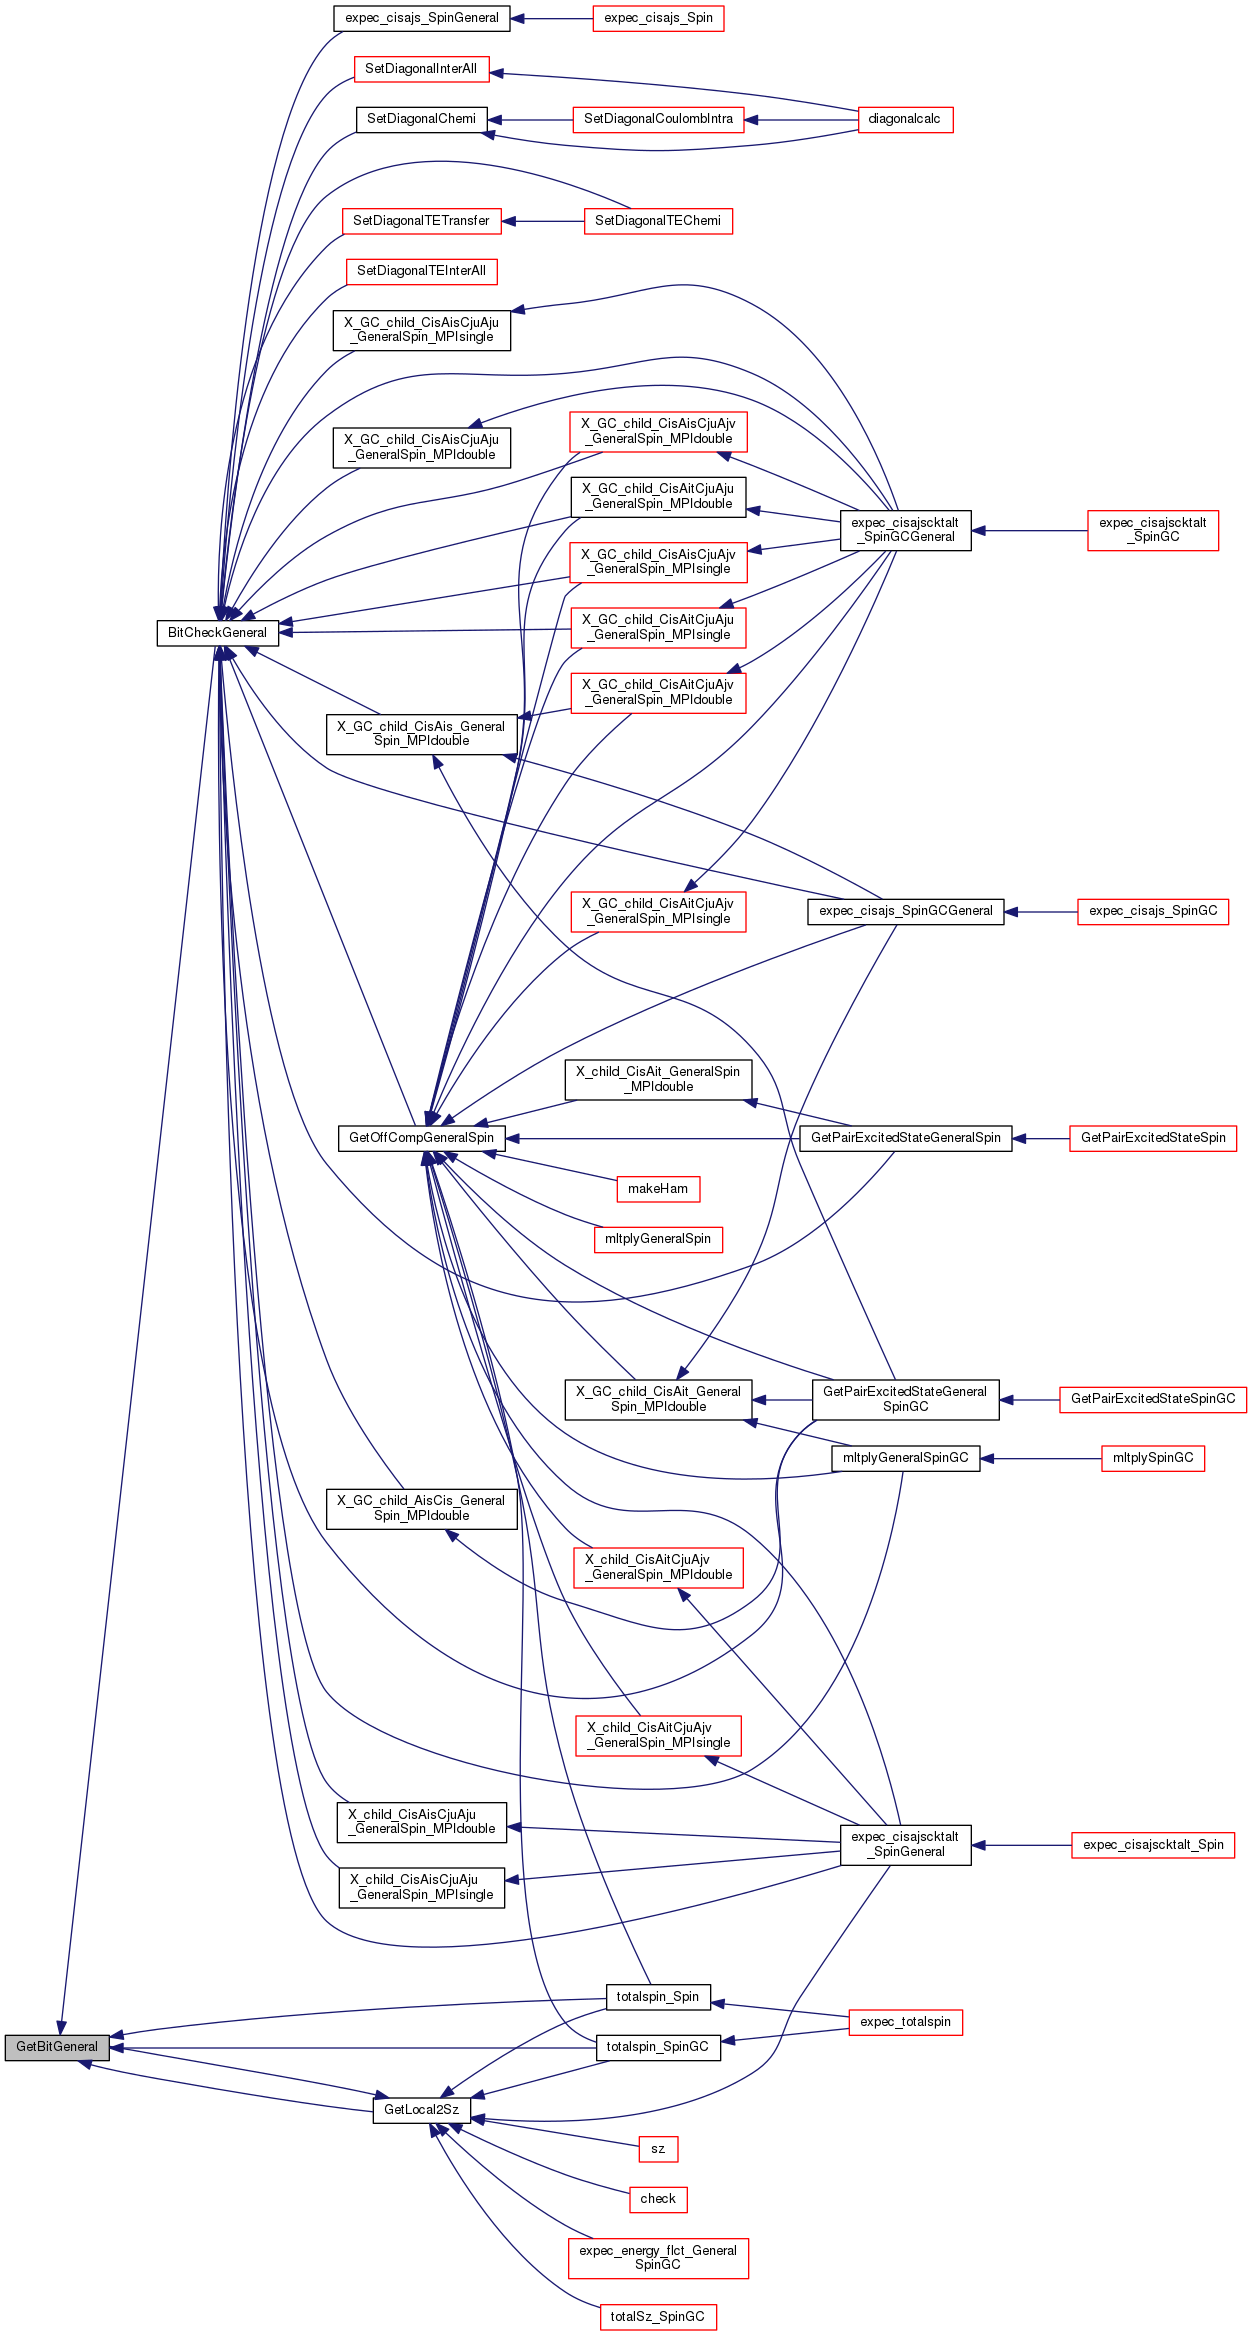 expec_cisajs_SpinGeneral
expec_cisajs_Spin
SetDiagonalInterAll
SetDiagonalChemi
SetDiagonalCoulombIntra
diagonalcalc
SetDiagonalTETransfer
SetDiagonalTEChemi
SetDiagonalTEInterAll
X_GC_child_CisAisCjuAju
_GeneralSpin_MPIsingle
X_GC_child_CisAisCjuAju
_GeneralSpin_MPIdouble
X_GC_child_CisAisCjuAjv
_GeneralSpin_MPIdouble
X_GC_child_CisAitCjuAju
_GeneralSpin_MPIdouble
expec_cisajscktalt
_SpinGCGeneral
expec_cisajscktalt
_SpinGC
X_GC_child_CisAisCjuAjv
_GeneralSpin_MPIsingle
BitCheckGeneral
X_GC_child_CisAitCjuAju
_GeneralSpin_MPIsingle
X_GC_child_CisAitCjuAjv
_GeneralSpin_MPIdouble
X_GC_child_CisAis_General
Spin_MPIdouble
X_GC_child_CisAitCjuAjv
_GeneralSpin_MPIsingle
expec_cisajs_SpinGCGeneral
expec_cisajs_SpinGC
X_child_CisAit_GeneralSpin
_MPIdouble
GetOffCompGeneralSpin
GetPairExcitedStateGeneralSpin
GetPairExcitedStateSpin
makeHam
mltplyGeneralSpin
X_GC_child_CisAit_General
Spin_MPIdouble
GetPairExcitedStateGeneral
SpinGC
GetPairExcitedStateSpinGC
mltplyGeneralSpinGC
mltplySpinGC
X_GC_child_AisCis_General
Spin_MPIdouble
X_child_CisAitCjuAjv
_GeneralSpin_MPIdouble
X_child_CisAitCjuAjv
_GeneralSpin_MPIsingle
X_child_CisAisCjuAju
_GeneralSpin_MPIdouble
expec_cisajscktalt
_SpinGeneral
expec_cisajscktalt_Spin
X_child_CisAisCjuAju
_GeneralSpin_MPIsingle
totalspin_Spin
expec_totalspin
GetBitGeneral
totalspin_SpinGC
GetLocal2Sz
sz
check
expec_energy_flct_General
SpinGC
totalSz_SpinGC